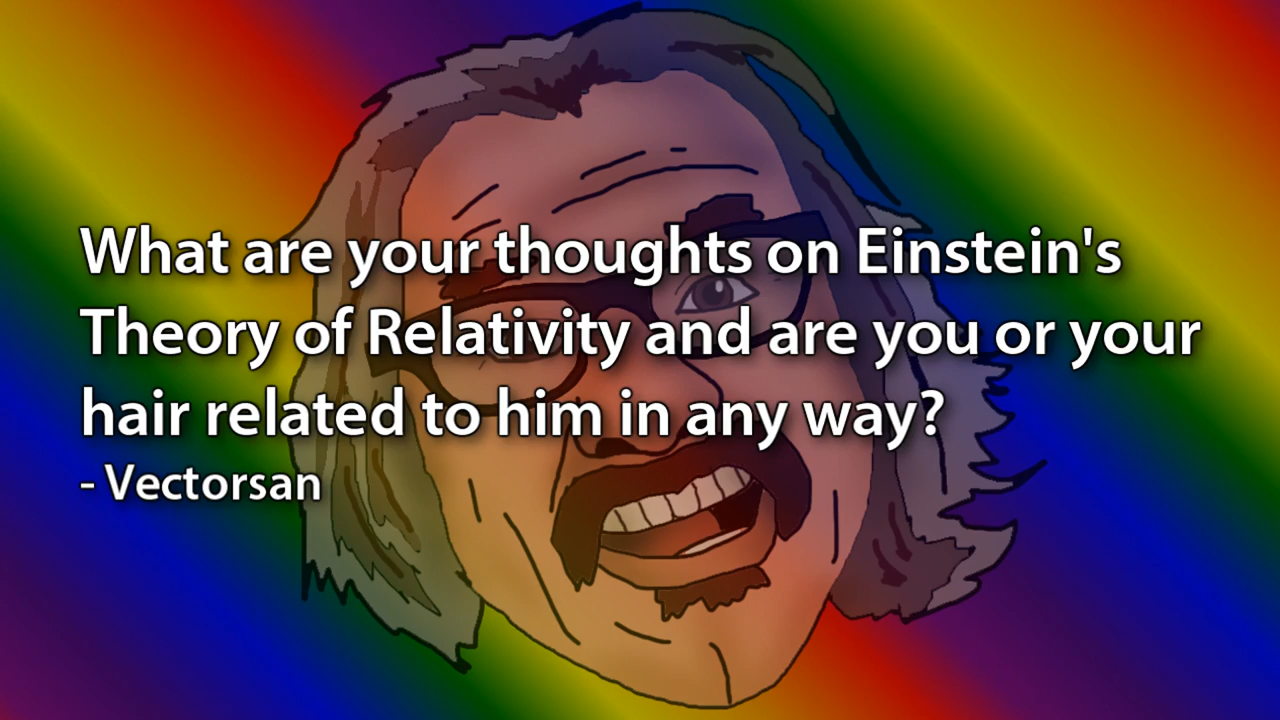 What are your thoughts on Einstein's
Theory of Relativity and are you or your
hair related to him in any way?
- Vectorsan